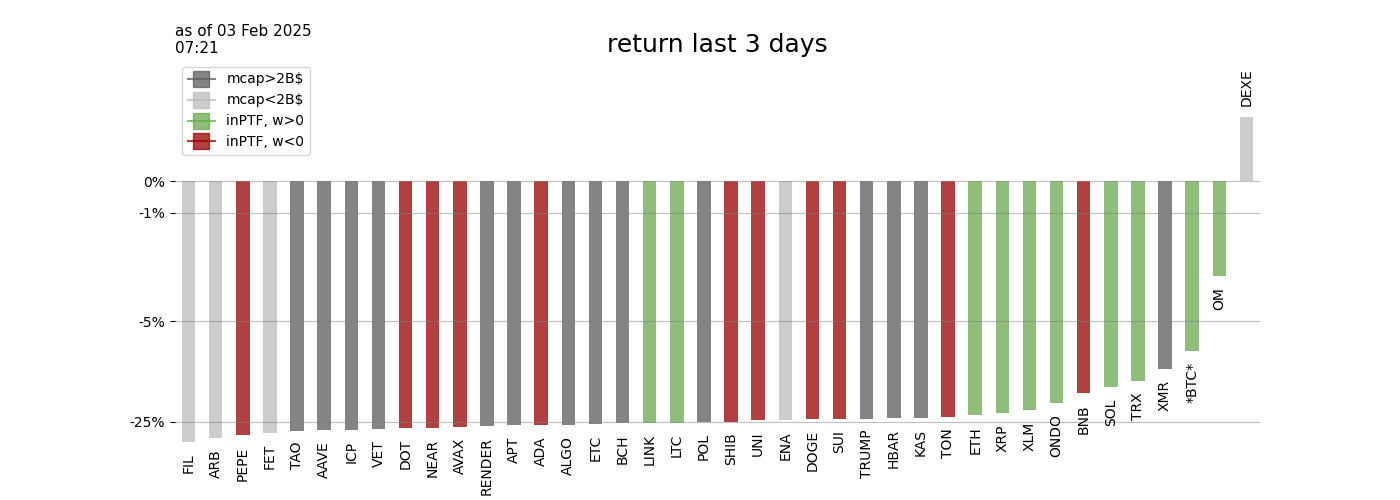 as of 03 Feb 2025
07:21
return last 3 days
mcap>2B$
mcap<2B$
inPTF, w>0
inPTF, w<0
0%
-1%
-5%
-25%
FIL
ARB
PEPE
FET
TAO
AAVE
ICP
VET
DOT
NEAR
AVAX
RENDER
APT
ADA
ALGO
ETC
BCH
LINK
LTC
POL
SHIB
UNI
ENA
DOGE
SUI
TRUMP
HBAR
KAS
TON
ETH
XRP
XLM
ONDO
BNB
SOL
TRX
XMR
*BTC*
OM
DEXE